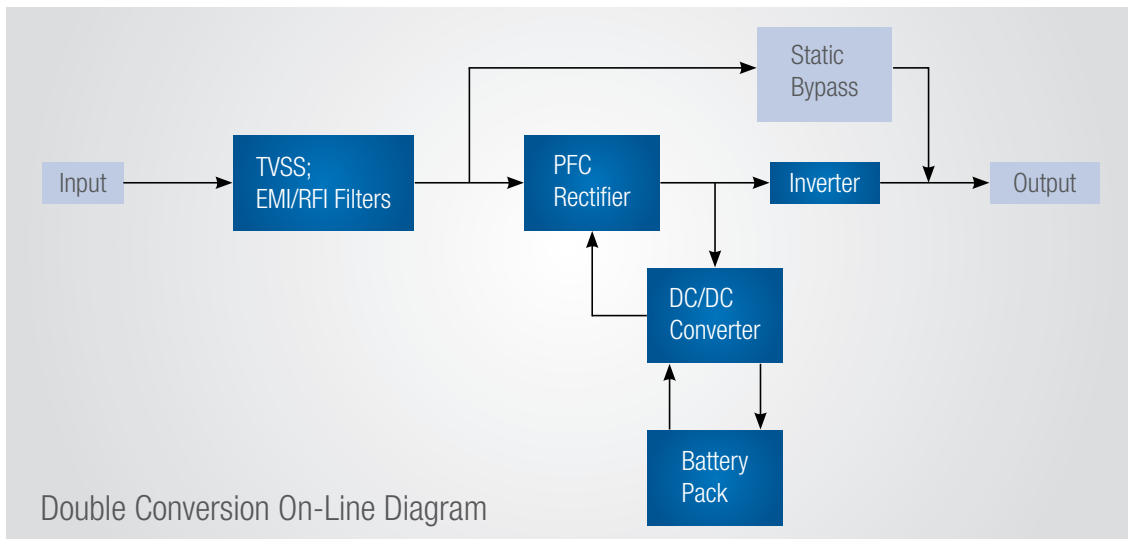 Static
Bypass
Input
TVSS;
EMI/RFI Filters
PFC
Rectifier
Inverter
Output
DC/DC
Converter
Battery
Pack
Double Conversion On-Line Diagram